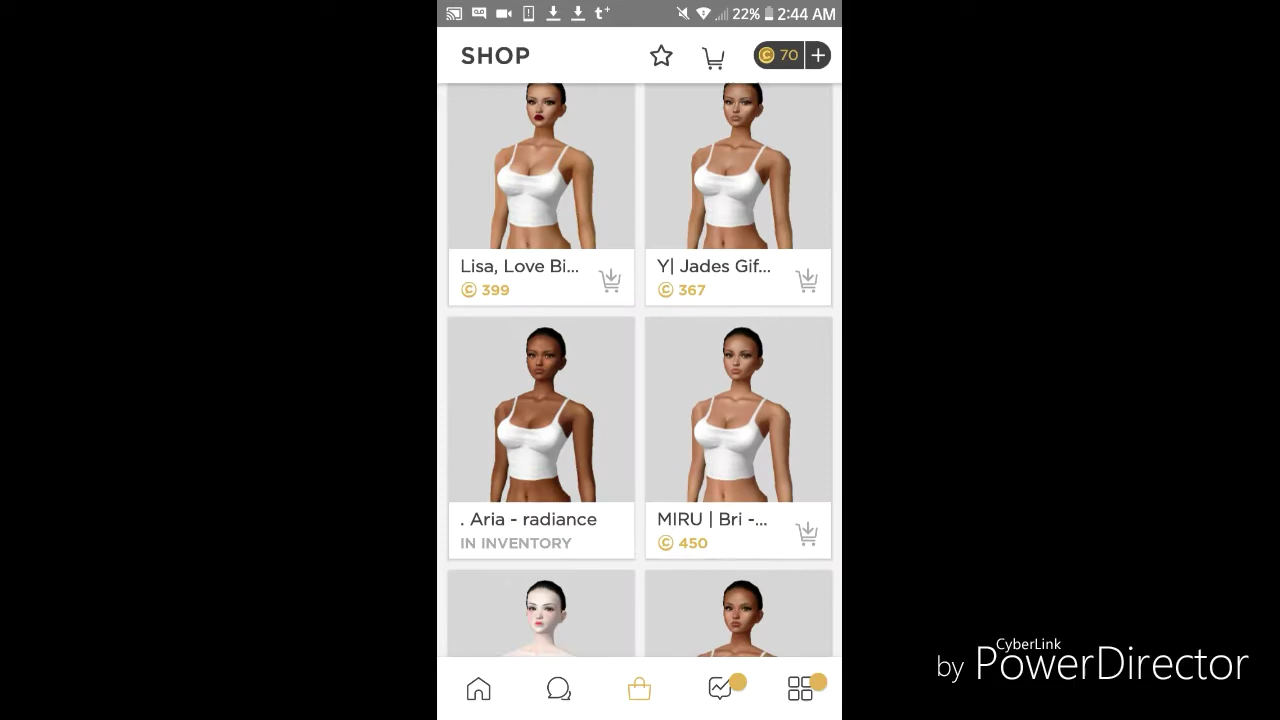 22% 2:44 AM
SHOP
70 +
Lisa, Love Bi...
399
Y| Jades Gif...
367
. Aria - radiance
IN INVENTORY
MIRU | Bri -...
450
CyberLink
by PowerDirector